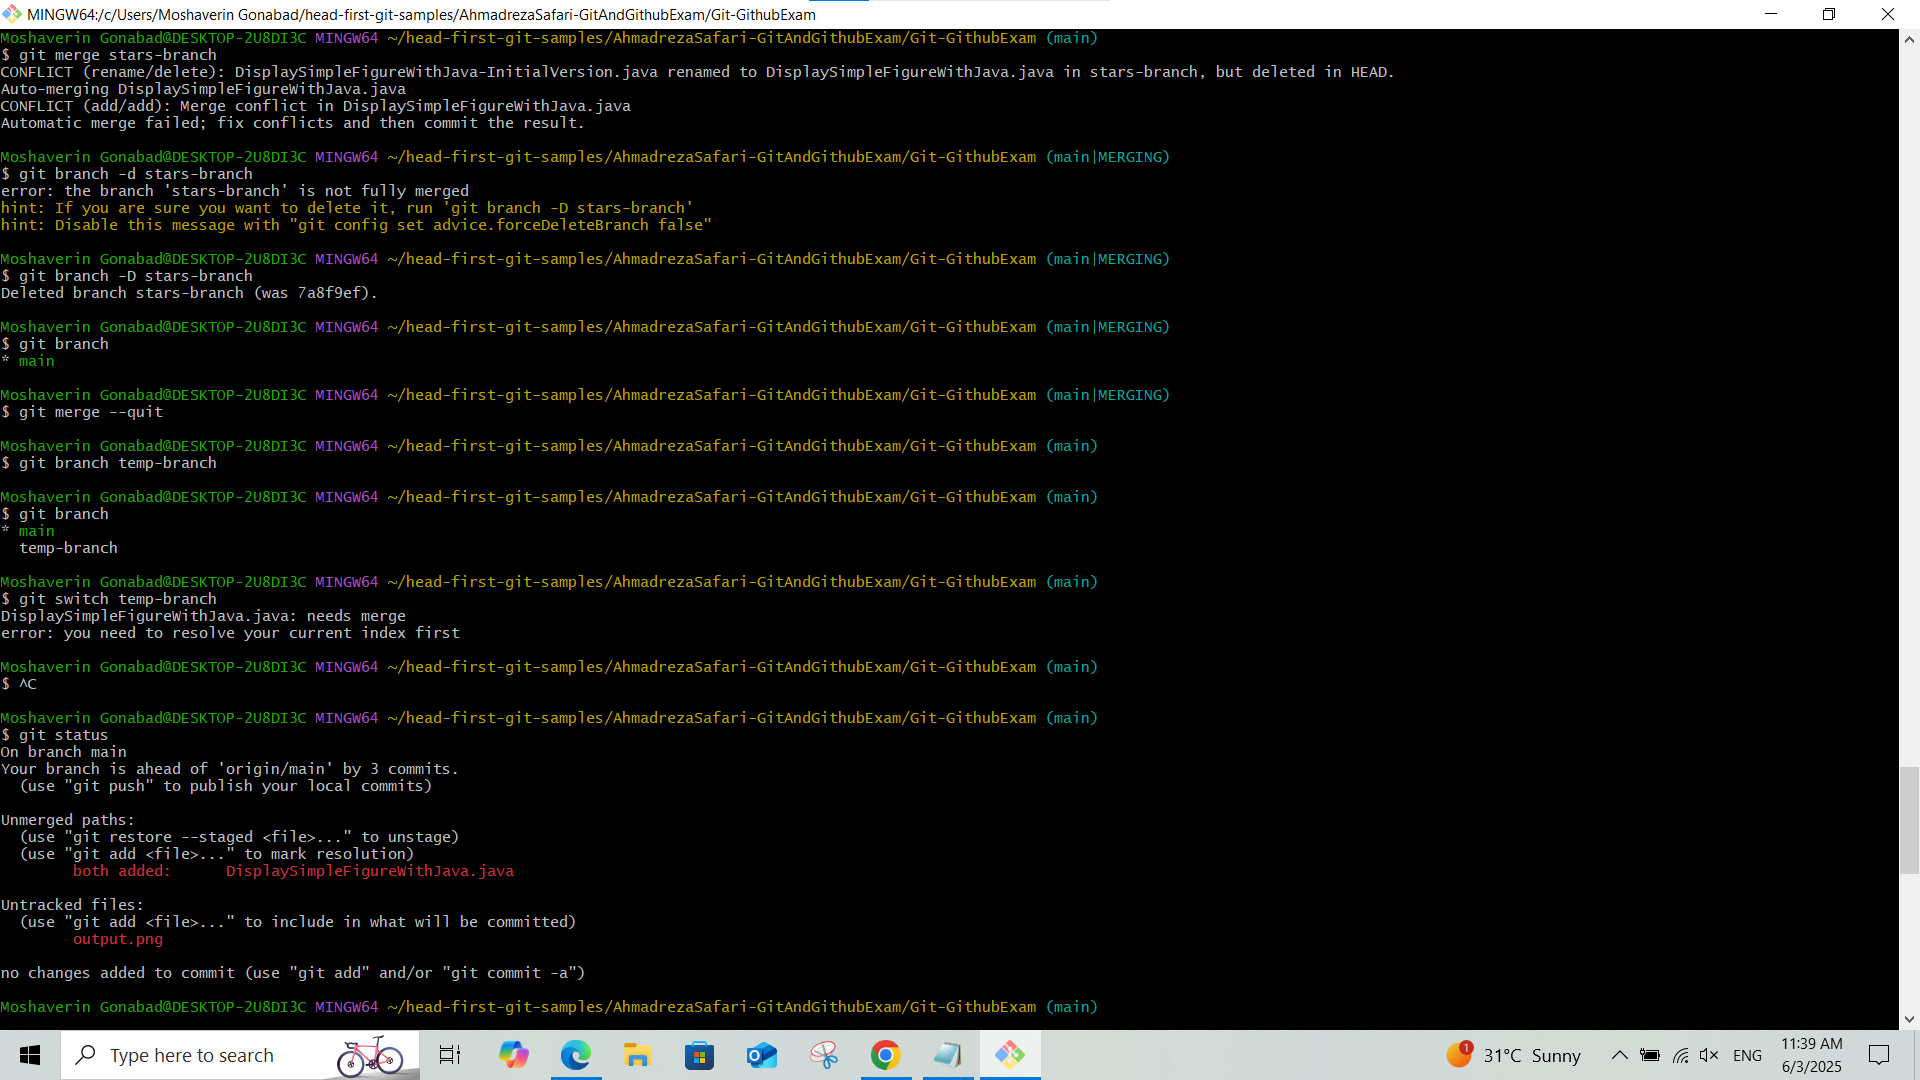 MINGW64:/c/Users/Moshaverin Gonabad/head-first-git-samples/AhmadrezaSafari-GitAndGithubExam/Git-GithubExam
Moshaverin Gonabad@DESKTOP-2U8DI3C MINGW64 ~/head-first-git-samples/AhmadrezaSafari-GitAndGithubExam/Git-GithubExam (main)
$ git merge stars-branch
CONFLICT (rename/delete): DisplaySimpleFigureWithJava-InitialVersion.java renamed to DisplaySimpleFigureWithJava.java in stars-branch, but deleted in HEAD.
Auto-merging DisplaySimpleFigureWithJava.java
CONFLICT (add/add): Merge conflict in DisplaySimpleFigureWithJava.java
Automatic merge failed; fix conflicts and then commit the result.
Moshaverin Gonabad@DESKTOP-2U8DI3C MINGW64 ~/head-first-git-samples/AhmadrezaSafari-GitAndGithubExam/Git-GithubExam (main|MERGING)
$ git branch -d stars-branch
error: the branch 'stars-branch' is not fully merged
hint: If you are sure you want to delete it, run 'git branch -D stars-branch'
hint: Disable this message with "git config set advice.forceDeleteBranch false"
Moshaverin Gonabad@DESKTOP-2U8DI3C MINGW64 ~/head-first-git-samples/AhmadrezaSafari-GitAndGithubExam/Git-GithubExam (main|MERGING)
$ git branch -D stars-branch
Deleted branch stars-branch (was 7a8f9ef).
Moshaverin Gonabad@DESKTOP-2U8DI3C MINGW64 ~/head-first-git-samples/AhmadrezaSafari-GitAndGithubExam/Git-GithubExam (main|MERGING)
$ git branch
* main
Moshaverin Gonabad@DESKTOP-2U8DI3C MINGW64 ~/head-first-git-samples/AhmadrezaSafari-GitAndGithubExam/Git-GithubExam (main|MERGING)
$ git merge --quit
Moshaverin Gonabad@DESKTOP-2U8DI3C MINGW64 ~/head-first-git-samples/AhmadrezaSafari-GitAndGithubExam/Git-GithubExam (main)
$ git branch temp-branch
Moshaverin Gonabad@DESKTOP-2U8DI3C MINGW64 ~/head-first-git-samples/AhmadrezaSafari-GitAndGithubExam/Git-GithubExam (main)
$ git branch
* main
temp-branch
Moshaverin Gonabad@DESKTOP-2U8DI3C MINGW64 ~/head-first-git-samples/AhmadrezaSafari-GitAndGithubExam/Git-GithubExam (main)
$ git switch temp-branch
DisplaySimpleFigureWithJava.java: needs merge
error: you need to resolve your current index first
Moshaverin Gonabad@DESKTOP-2U8DI3C MINGW64 ~/head-first-git-samples/AhmadrezaSafari-GitAndGithubExam/Git-GithubExam (main)
$ ^C
Moshaverin Gonabad@DESKTOP-2U8DI3C MINGW64 ~/head-first-git-samples/AhmadrezaSafari-GitAndGithubExam/Git-GithubExam (main)
$ git status
On branch main
Your branch is ahead of 'origin/main' by 3 commits.
(use "git push" to publish your local commits)
Unmerged paths:
(use "git restore --staged <file>..." to unstage)
(use "git add <file>..." to mark resolution)
both added: DisplaySimpleFigureWithJava.java
Untracked files:
(use "git add <file>..." to include in what will be committed)
output.png
no changes added to commit (use "git add" and/or "git commit -a")
Moshaverin Gonabad@DESKTOP-2U8DI3C MINGW64 ~/head-first-git-samples/AhmadrezaSafari-GitAndGithubExam/Git-GithubExam (main)
Type here to search
1
31°C Sunny
ENG
11:39 AM
6/3/2025